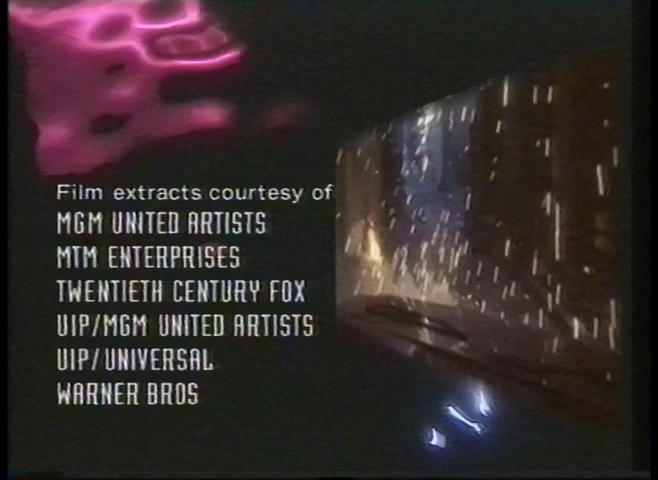 Film extracts courtesy of
MGM UNITED ARTISTS
MTM ENTERPRISES
TWENTIETH CENTURY FOX
UIP/MGM UNITED ARTISTS
UIP/UNIVERSAL
WARNER BROS